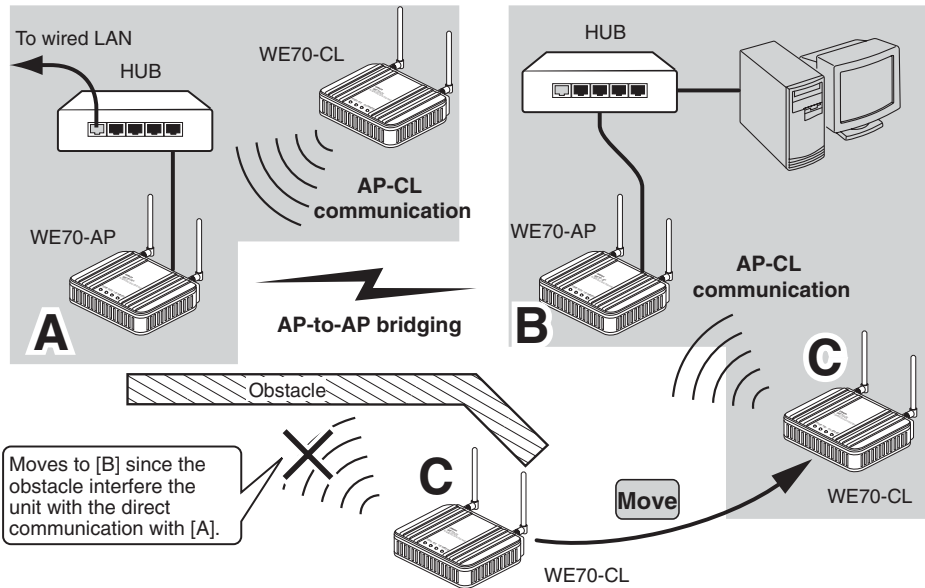 To wired LAN
HUB
WE70-CL
AP-CL
communication
WE70-AP
A
AP-to-AP bridging
HUB
WE70-AP
AP-CL
communication
B
C
WE70-CL
Obstacle
Moves to [B] since the
obstacle interfere the
unit with the direct
communication with [A].
C
Move
WE70-CL